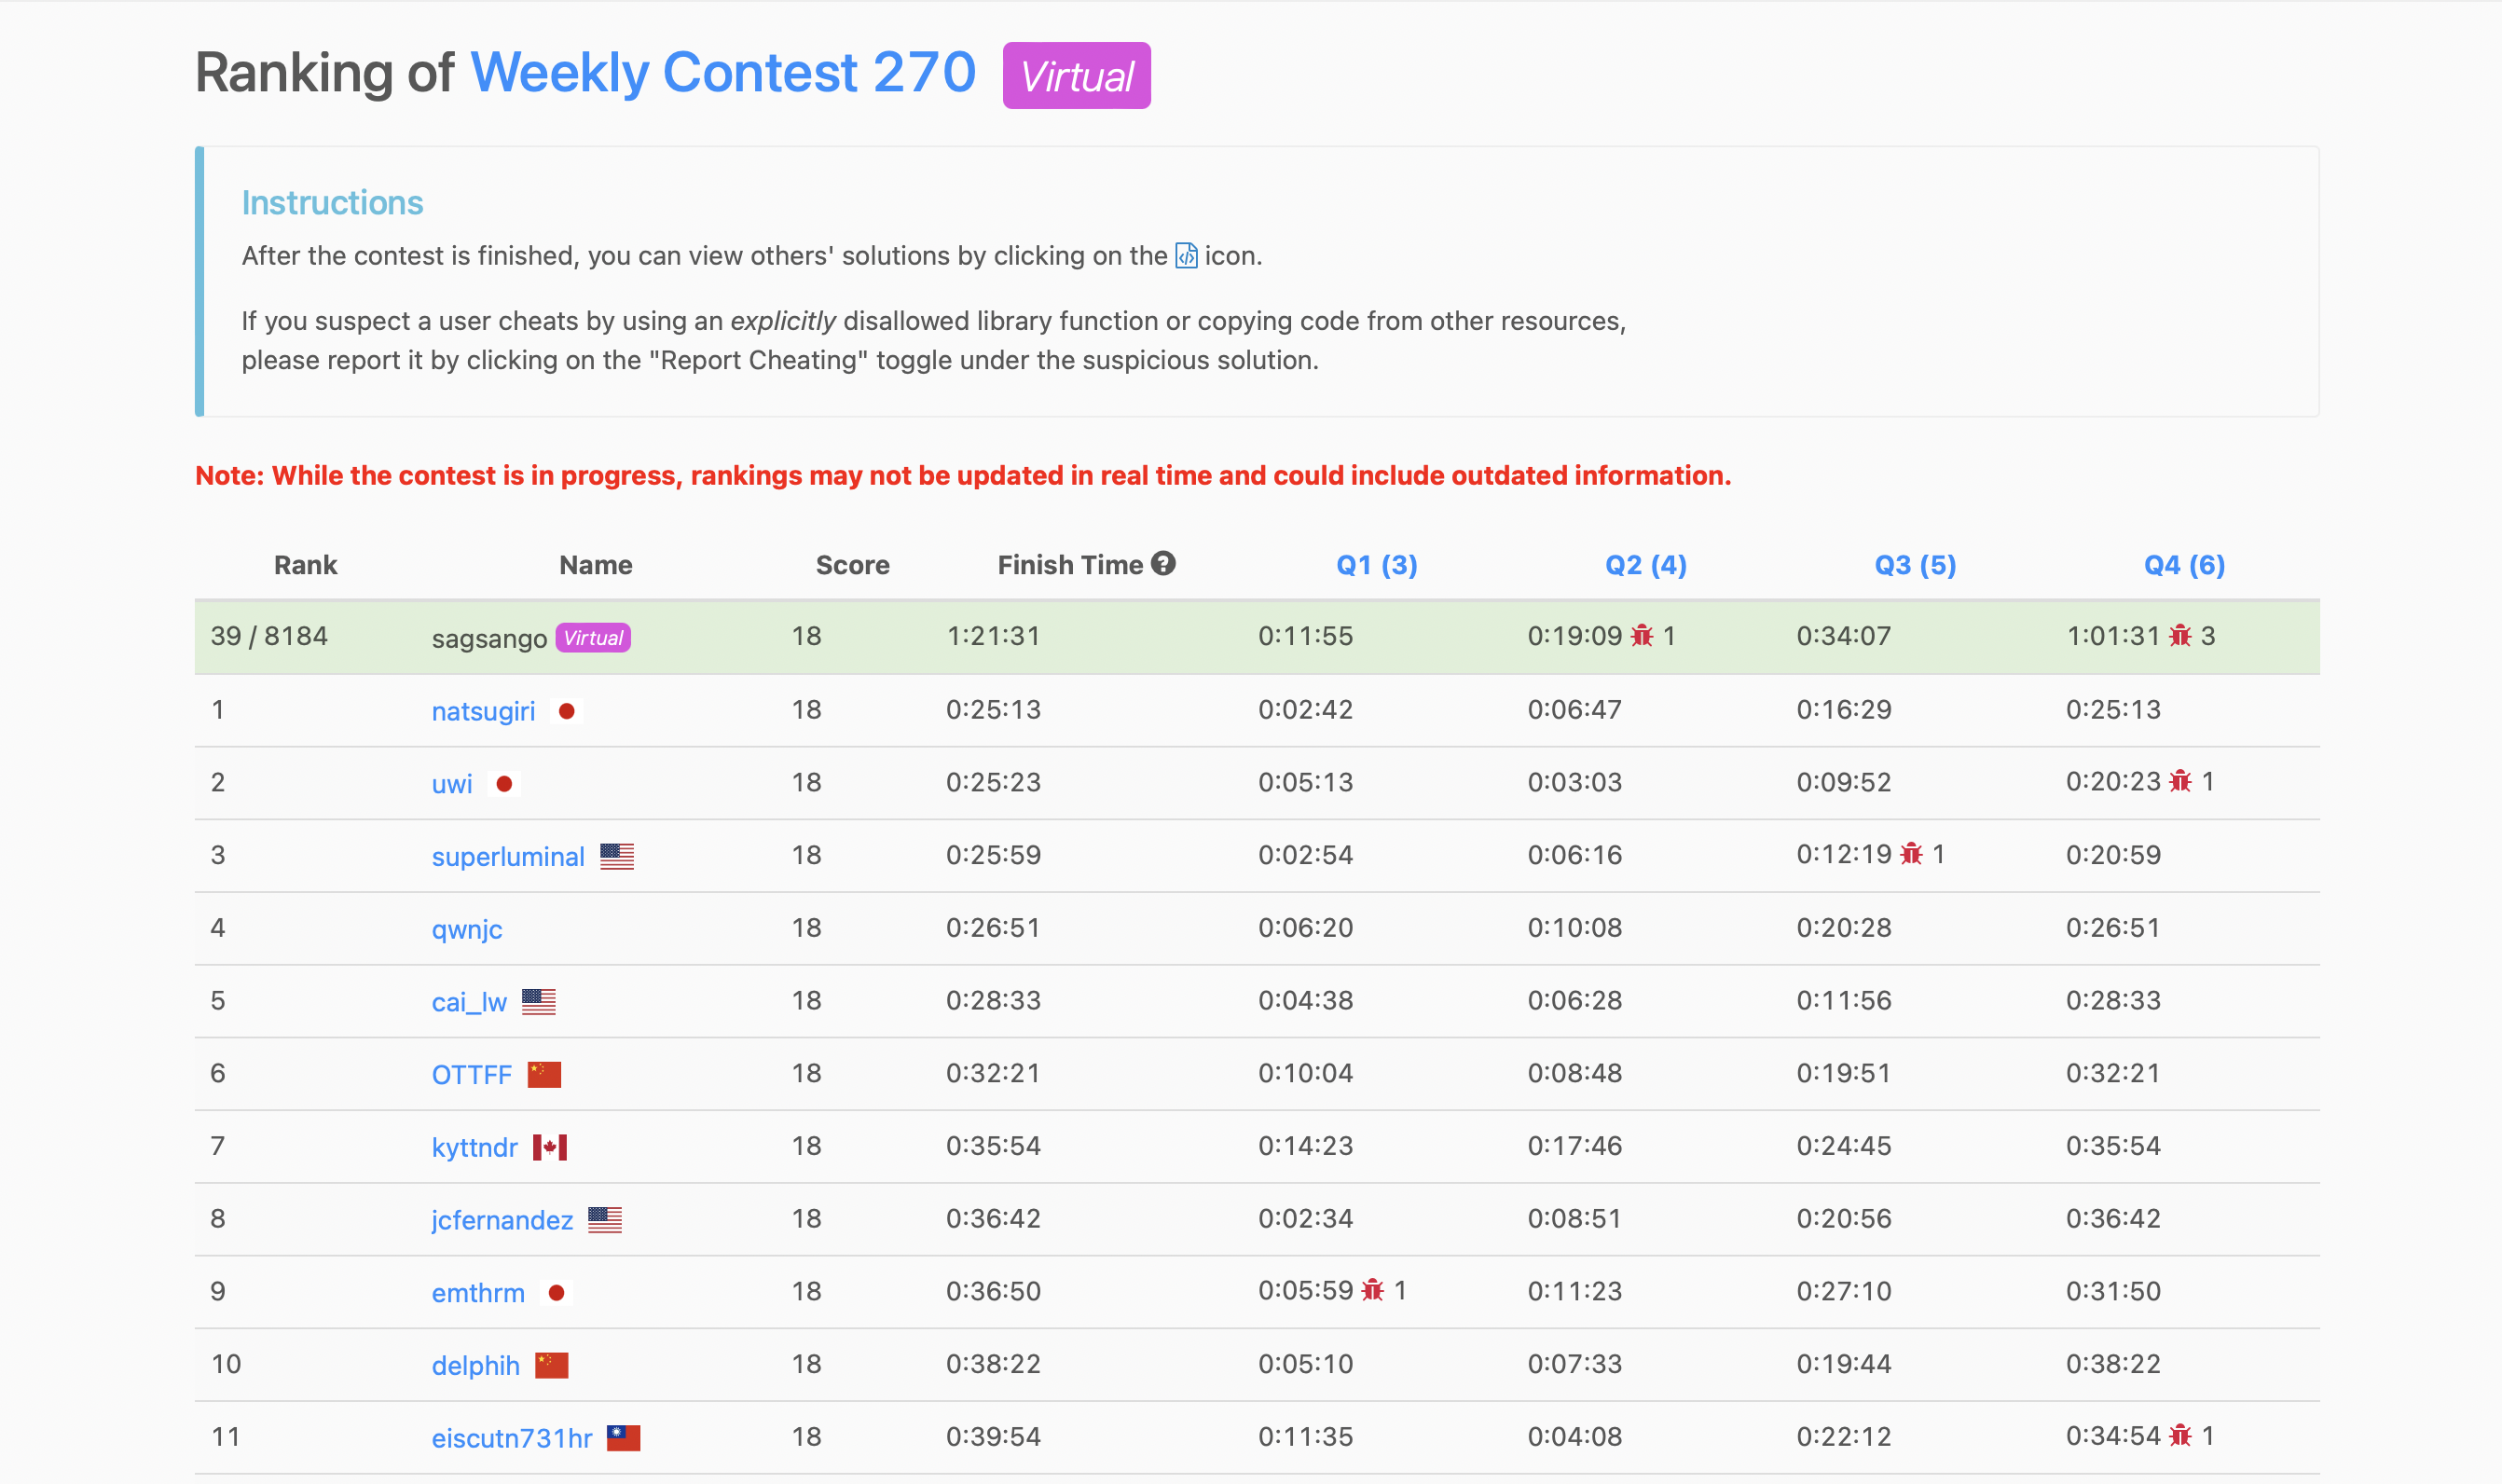 Ranking of Weekly Contest 270 Virtual
Instructions
After the contest is finished, you can view others' solutions by clicking on the </> icon.
If you suspect a user cheats by using an explicitly disallowed library function or copying code from other resources,
please report it by clicking on the "Report Cheating" toggle under the suspicious solution.
Note: While the contest is in progress, rankings may not be updated in real time and could include outdated information.
Rank Name Score Finish Time ? Q1 (3) Q2 (4) Q3 (5) Q4 (6)
39 / 8184 sagsango Virtual 18 1:21:31 0:11:55 0:19:09 1 0:34:07 1:01:31 3
1 natsugiri 18 0:25:13 0:02:42 0:06:47 0:16:29 0:25:13
2 uwi 18 0:25:23 0:05:13 0:03:03 0:09:52 0:20:23 1
3 superluminal 18 0:25:59 0:02:54 0:06:16 0:12:19 1 0:20:59
4 qwnjc 18 0:26:51 0:06:20 0:10:08 0:20:28 0:26:51
5 cai_lw 18 0:28:33 0:04:38 0:06:28 0:11:56 0:28:33
6 OTTFF 18 0:32:21 0:10:04 0:08:48 0:19:51 0:32:21
7 kyttndr 18 0:35:54 0:14:23 0:17:46 0:24:45 0:35:54
8 jcfernandez 18 0:36:42 0:02:34 0:08:51 0:20:56 0:36:42
9 emthrm 18 0:36:50 0:05:59 1 0:11:23 0:27:10 0:31:50
10 delphih 18 0:38:22 0:05:10 0:07:33 0:19:44 0:38:22
11 eiscutn731hr 18 0:39:54 0:11:35 0:04:08 0:22:12 0:34:54 1